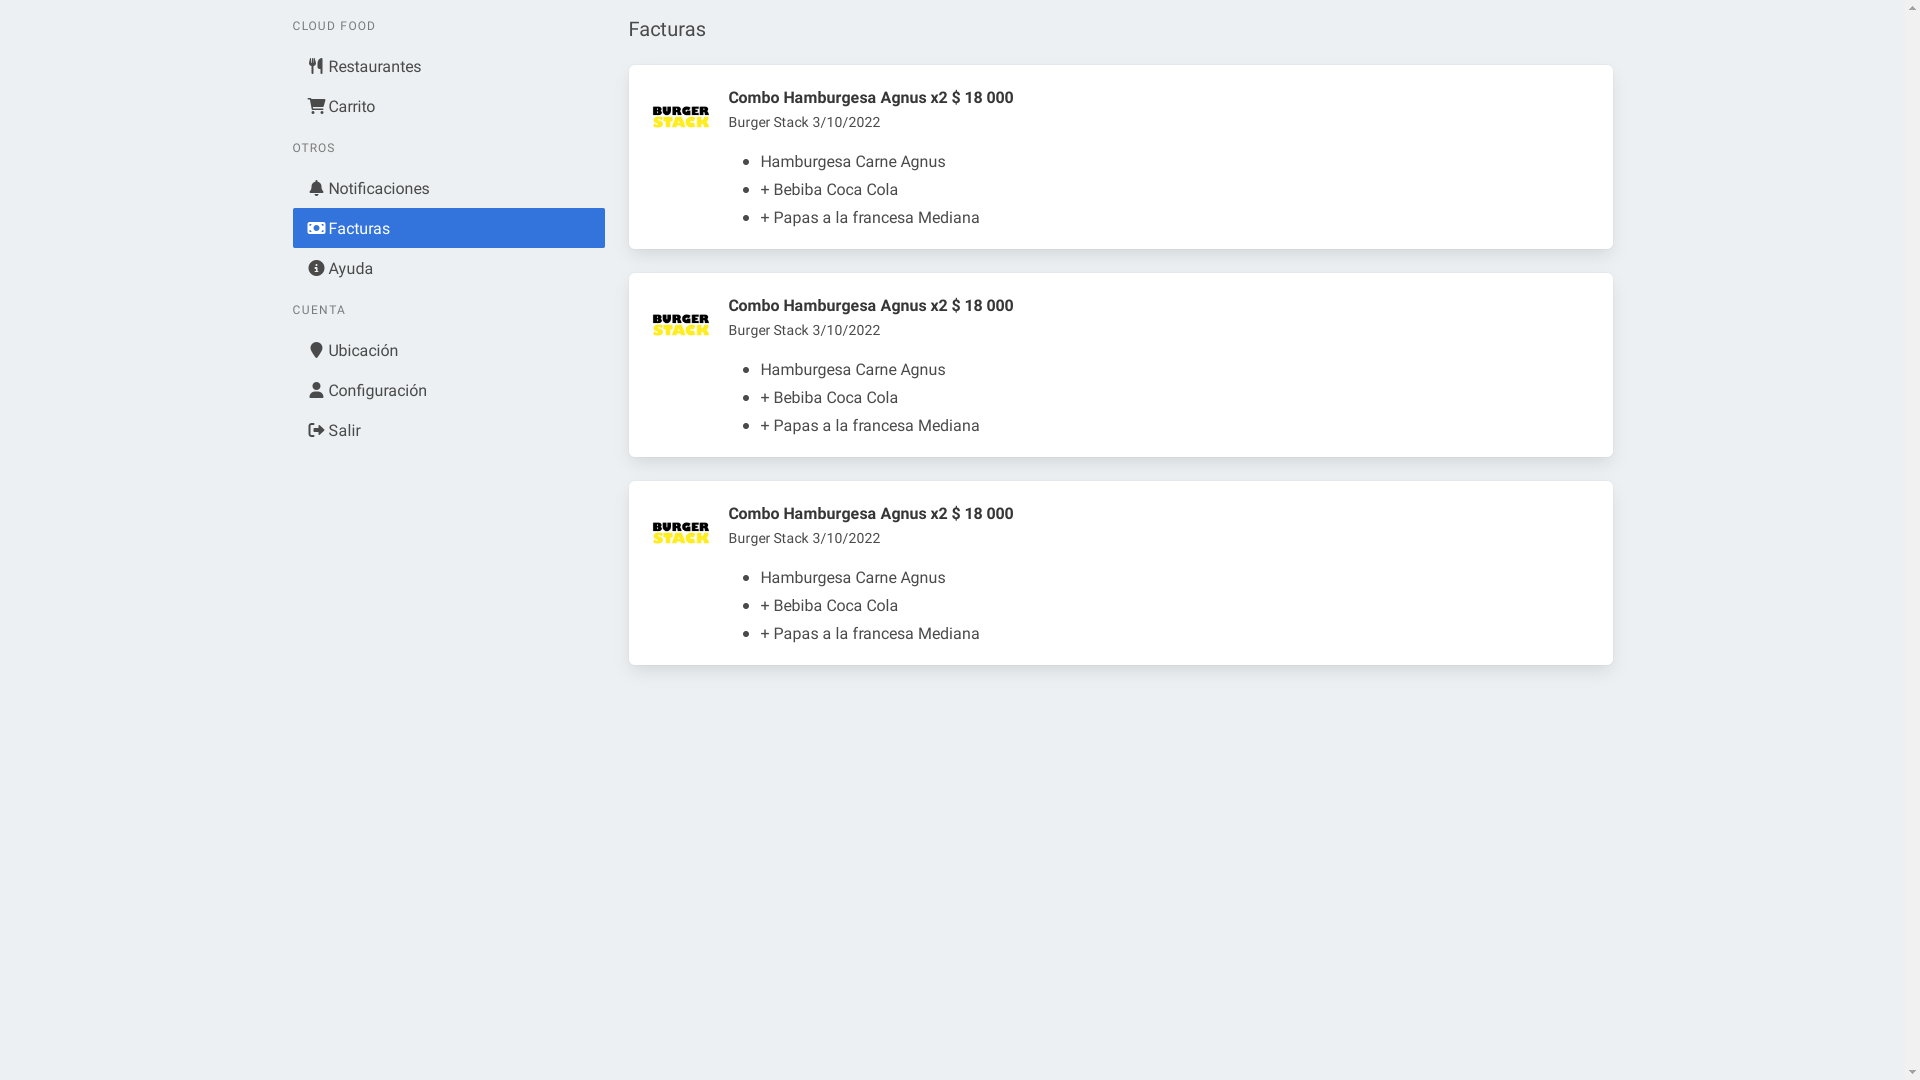 CLOUD FOOD
Restaurantes
Carrito
OTROS
Notificaciones
Facturas
Ayuda
CUENTA
Ubicación
Configuración
Salir
Facturas
BURGER
STACK
Combo Hamburgesa Agnus x2 $ 18 000
Burger Stack 3/10/2022
Hamburgesa Carne Agnus
+ Bebiba Coca Cola
+ Papas a la francesa Mediana
BURGER
STACK
Combo Hamburgesa Agnus x2 $ 18 000
Burger Stack 3/10/2022
Hamburgesa Carne Agnus
+ Bebiba Coca Cola
+ Papas a la francesa Mediana
BURGER
STACK
Combo Hamburgesa Agnus x2 $ 18 000
Burger Stack 3/10/2022
Hamburgesa Carne Agnus
+ Bebiba Coca Cola
+ Papas a la francesa Mediana